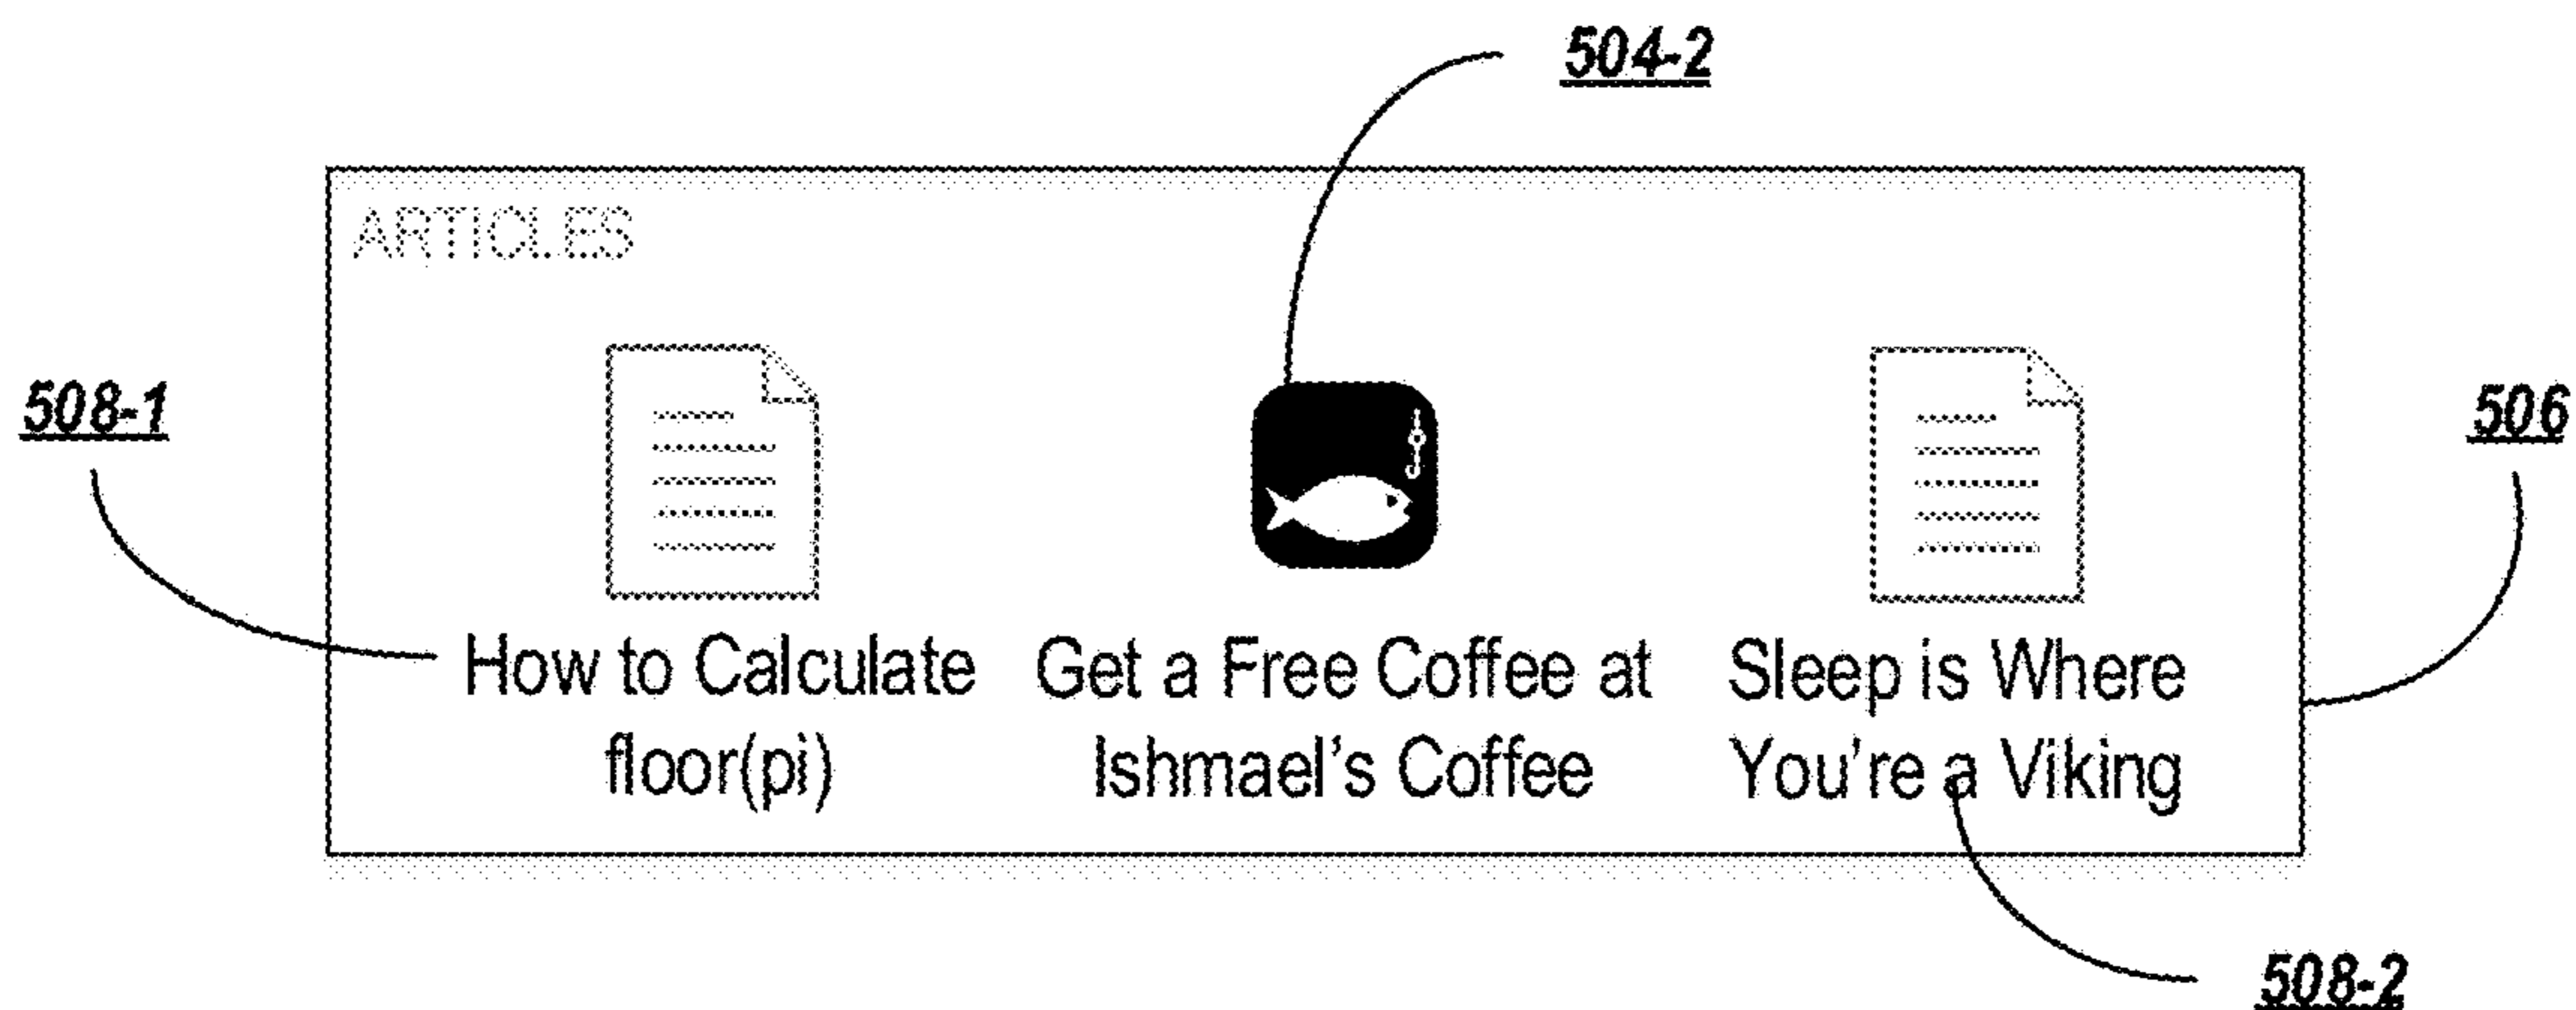 504-2
ARTICLES
508-1
506
How to Calculate
floor(pi)
Get a Free Coffee at
Ishmael's Coffee
Sleep is Where
You're a Viking
508-2